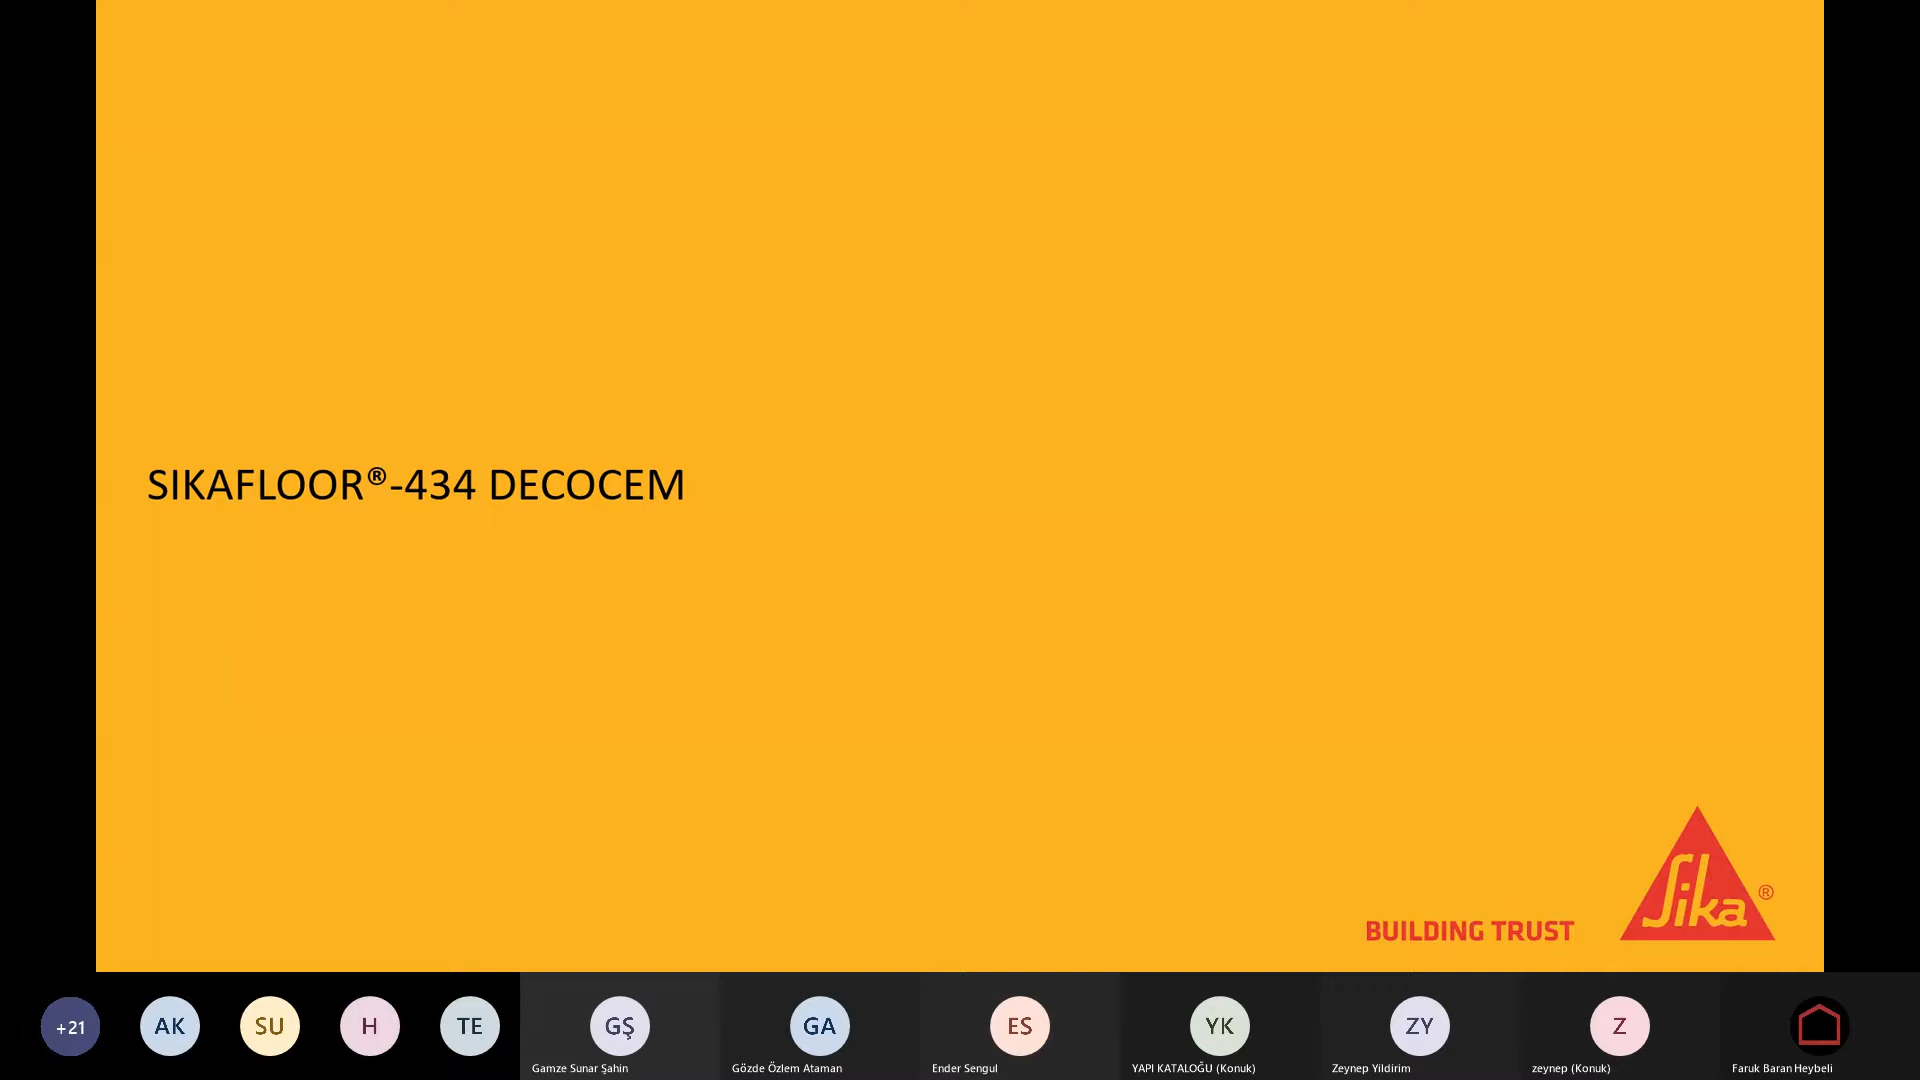 SIKAFLOOR®-434 DECOCEM
BUILDING TRUST
Sika®
+21
AK
SU
H
TE
GŞ
GA
ES
YK
ZY
Z
Gamze Sunar Şahin
Gözde Özlem Ataman
Ender Sengul
YAPI KATALOĞU (Konuk)
Zeynep Yildirim
zeynep (Konuk)
Faruk Baran Heybeli